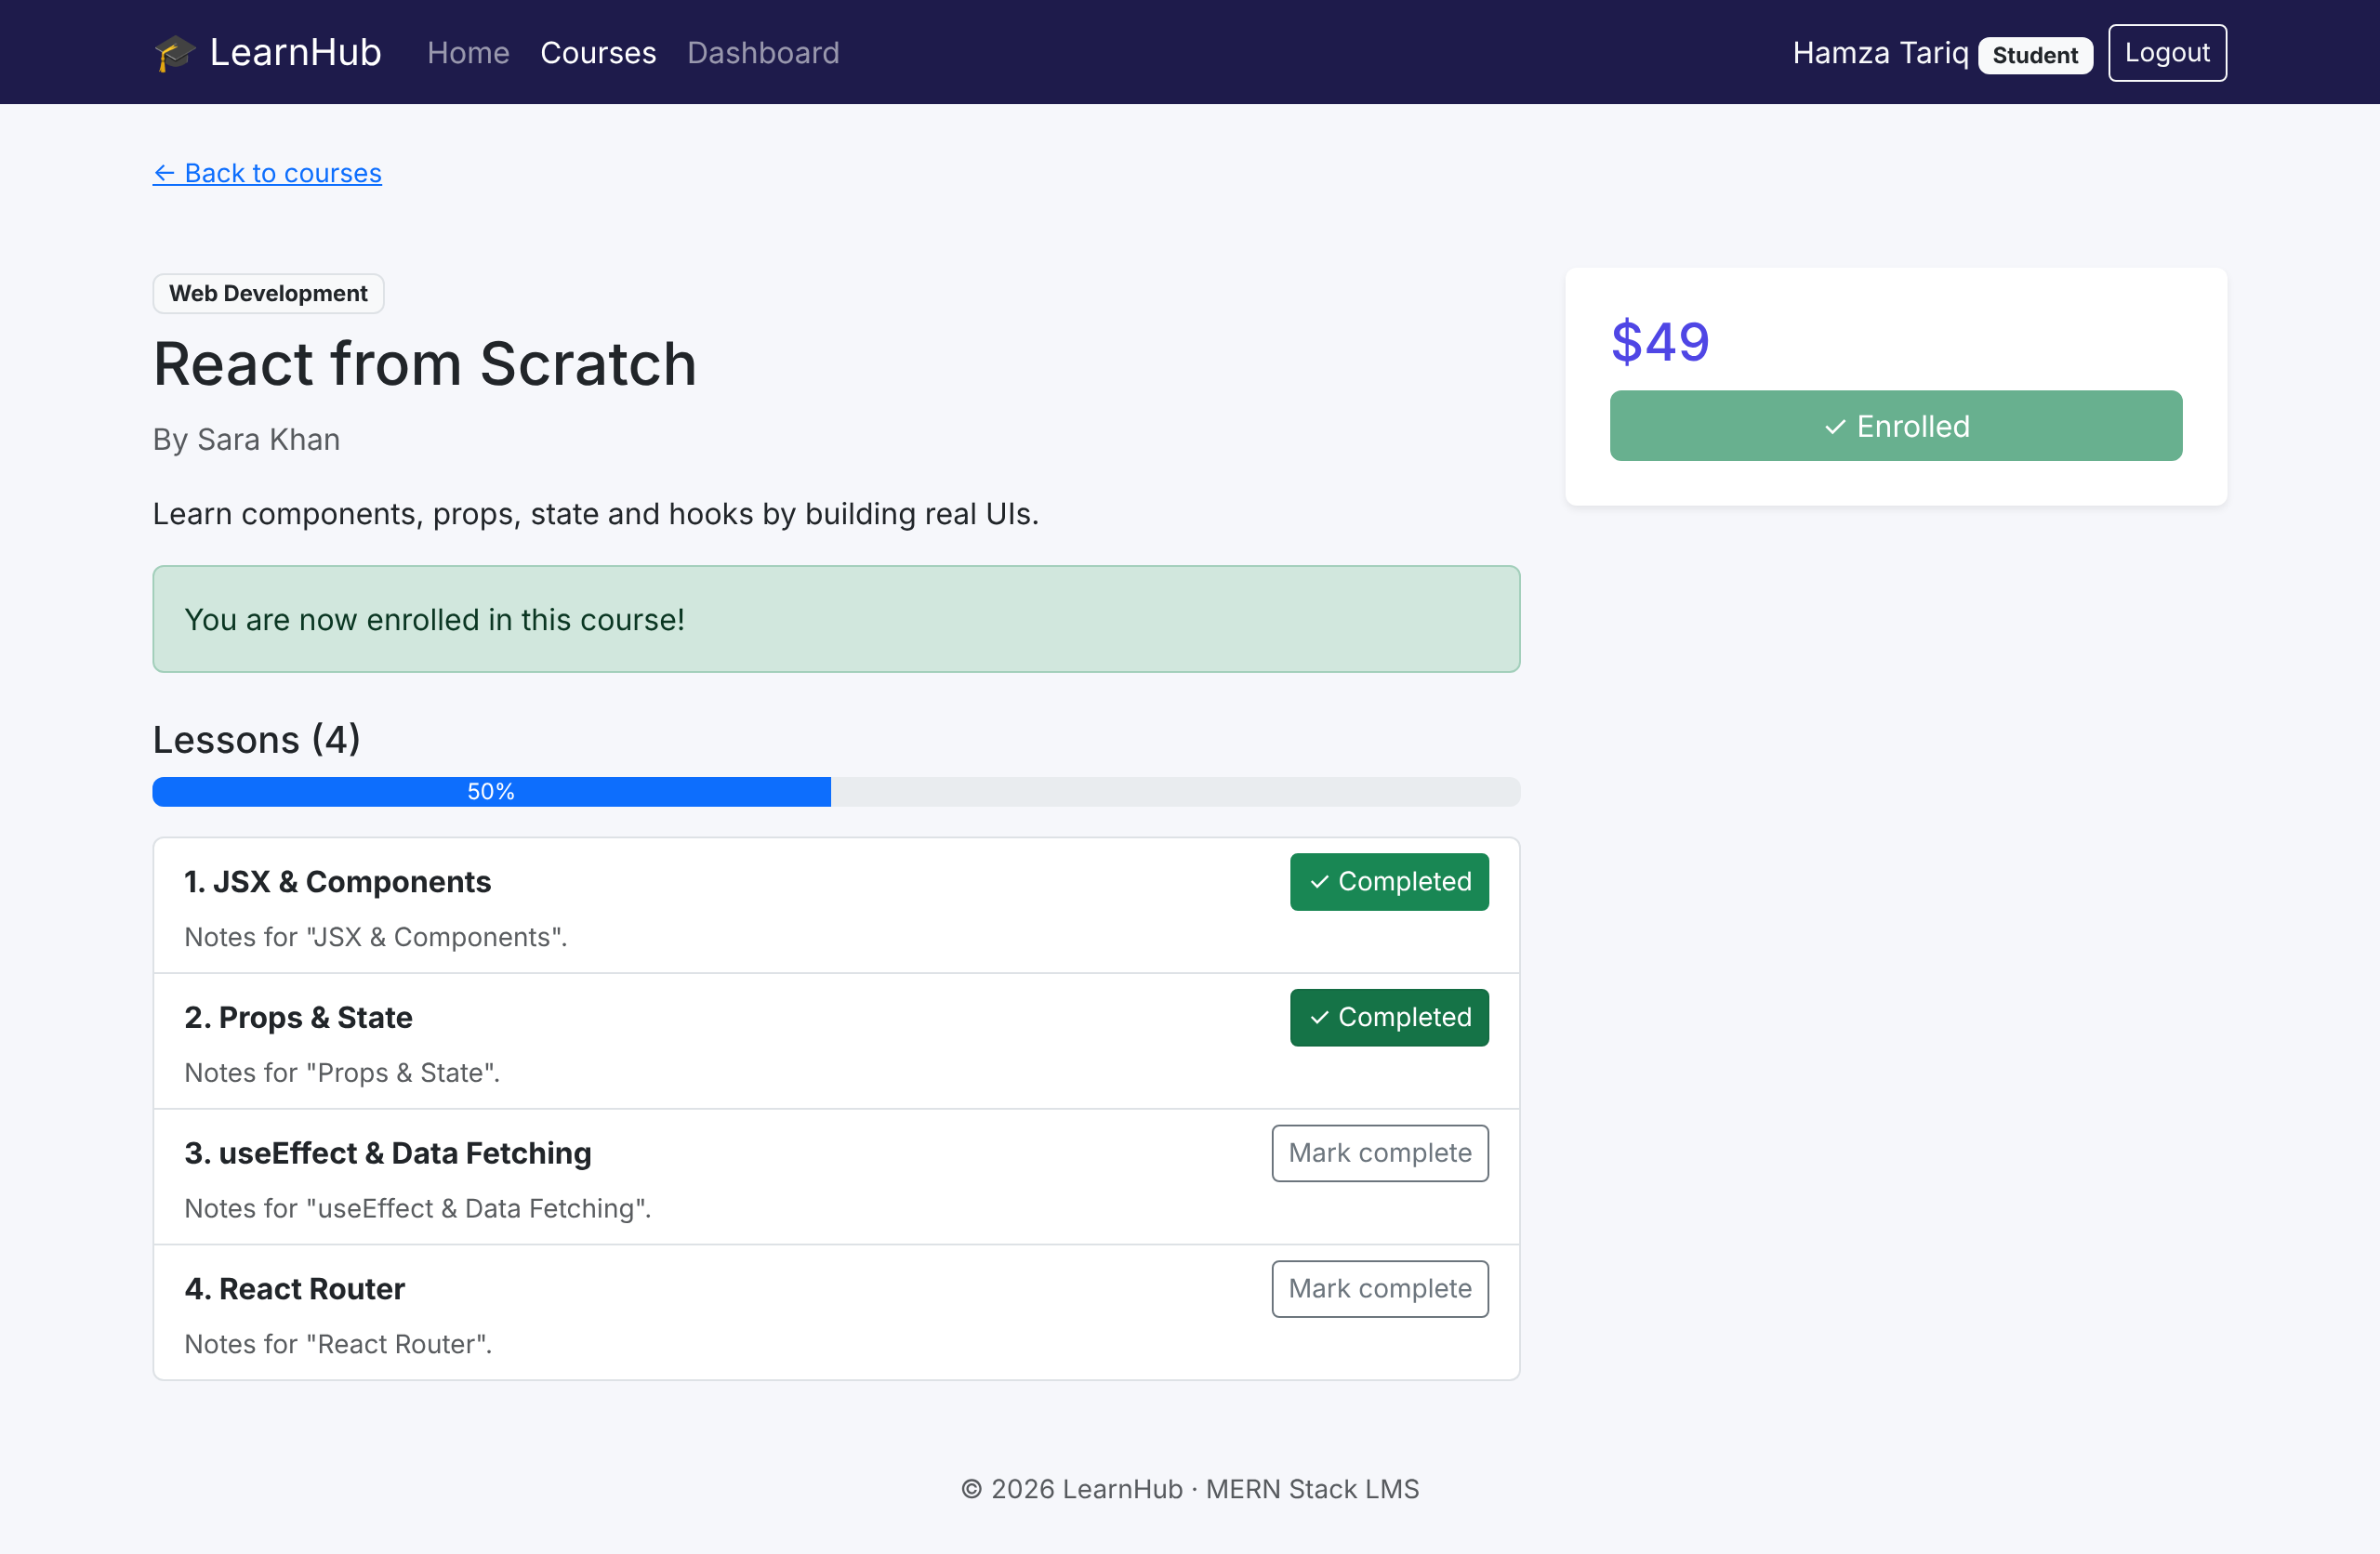 🎓 LearnHub Home Courses Dashboard Hamza Tariq Student Logout
← Back to courses
Web Development
React from Scratch
By Sara Khan
Learn components, props, state and hooks by building real UIs.
You are now enrolled in this course!
$49
✓ Enrolled
Lessons (4)
50%
1. JSX & Components ✓ Completed
Notes for "JSX & Components".
2. Props & State ✓ Completed
Notes for "Props & State".
3. useEffect & Data Fetching Mark complete
Notes for "useEffect & Data Fetching".
4. React Router Mark complete
Notes for "React Router".
© 2026 LearnHub · MERN Stack LMS